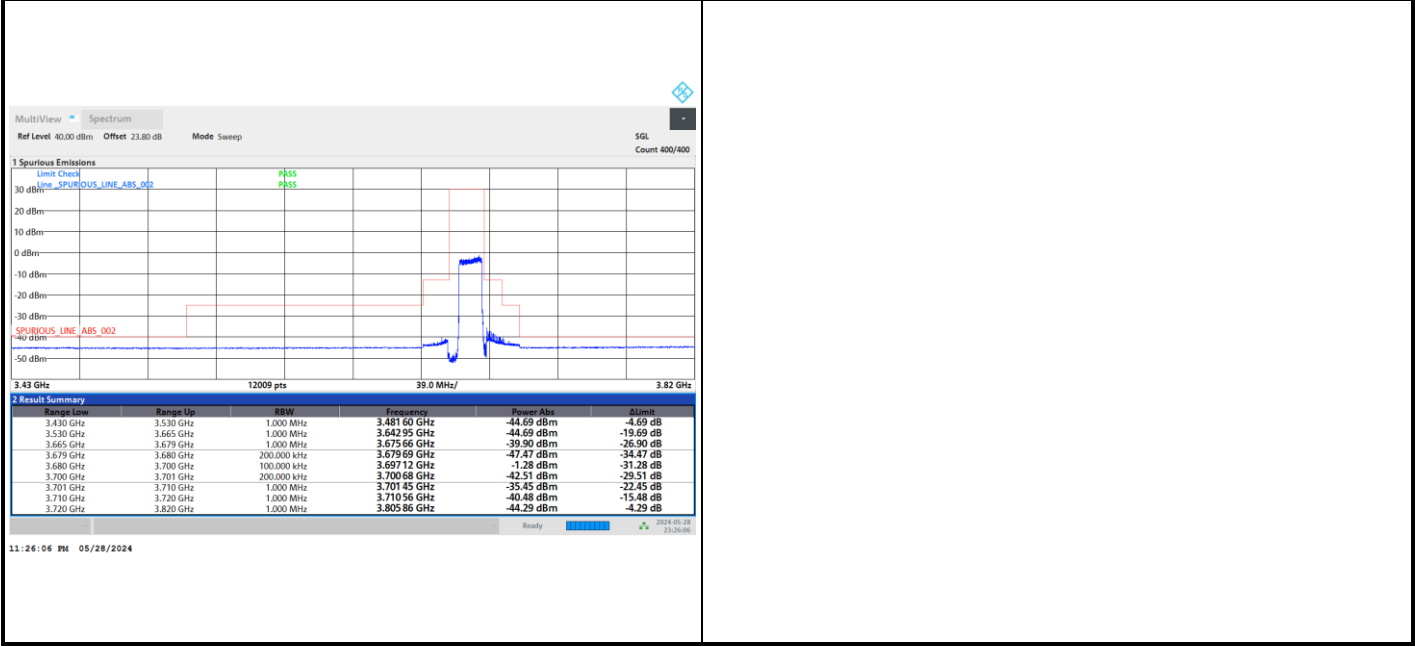 MultiView Spectrum
Ref Level 40.00 dBm Offset 23.80 dB Mode Sweep SGL
Count 400/400
1 Spurious Emissions
Limit Check PASS
Line _SPURIOUS_LINE_ABS_002 PASS
30 dBm
20 dBm
10 dBm
0 dBm
-10 dBm
-20 dBm
-30 dBm
SPURIOUS_LINE_ABS_002
-40 dBm
-50 dBm
3.43 GHz 12009 pts 39.0 MHz/ 3.82 GHz
2 Result Summary
Range Low Range Up RBW Frequency Power Abs ΔLimit
3.430 GHz 3.530 GHz 1.000 MHz 3.481 60 GHz -44.69 dBm -4.69 dB
3.530 GHz 3.665 GHz 1.000 MHz 3.642 95 GHz -44.69 dBm -19.69 dB
3.665 GHz 3.679 GHz 1.000 MHz 3.675 66 GHz -39.90 dBm -26.90 dB
3.679 GHz 3.680 GHz 200.000 kHz 3.679 69 GHz -47.47 dBm -34.47 dB
3.680 GHz 3.700 GHz 100.000 kHz 3.697 12 GHz -1.28 dBm -31.28 dB
3.700 GHz 3.701 GHz 200.000 kHz 3.700 68 GHz -42.51 dBm -29.51 dB
3.701 GHz 3.710 GHz 1.000 MHz 3.701 45 GHz -35.45 dBm -22.45 dB
3.710 GHz 3.720 GHz 1.000 MHz 3.710 56 GHz -40.48 dBm -15.48 dB
3.720 GHz 3.820 GHz 1.000 MHz 3.805 86 GHz -44.29 dBm -4.29 dB
Ready 2024-05-28
23:26:06
11:26:06 PM 05/28/2024